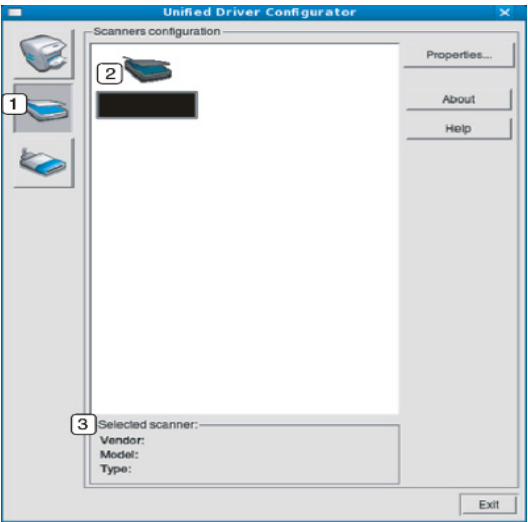 Unified Driver Configurator
Scanners configuration
Properties...
2
1
About
Help
3
Selected scanner:
Vendor:
Model:
Type:
Exit